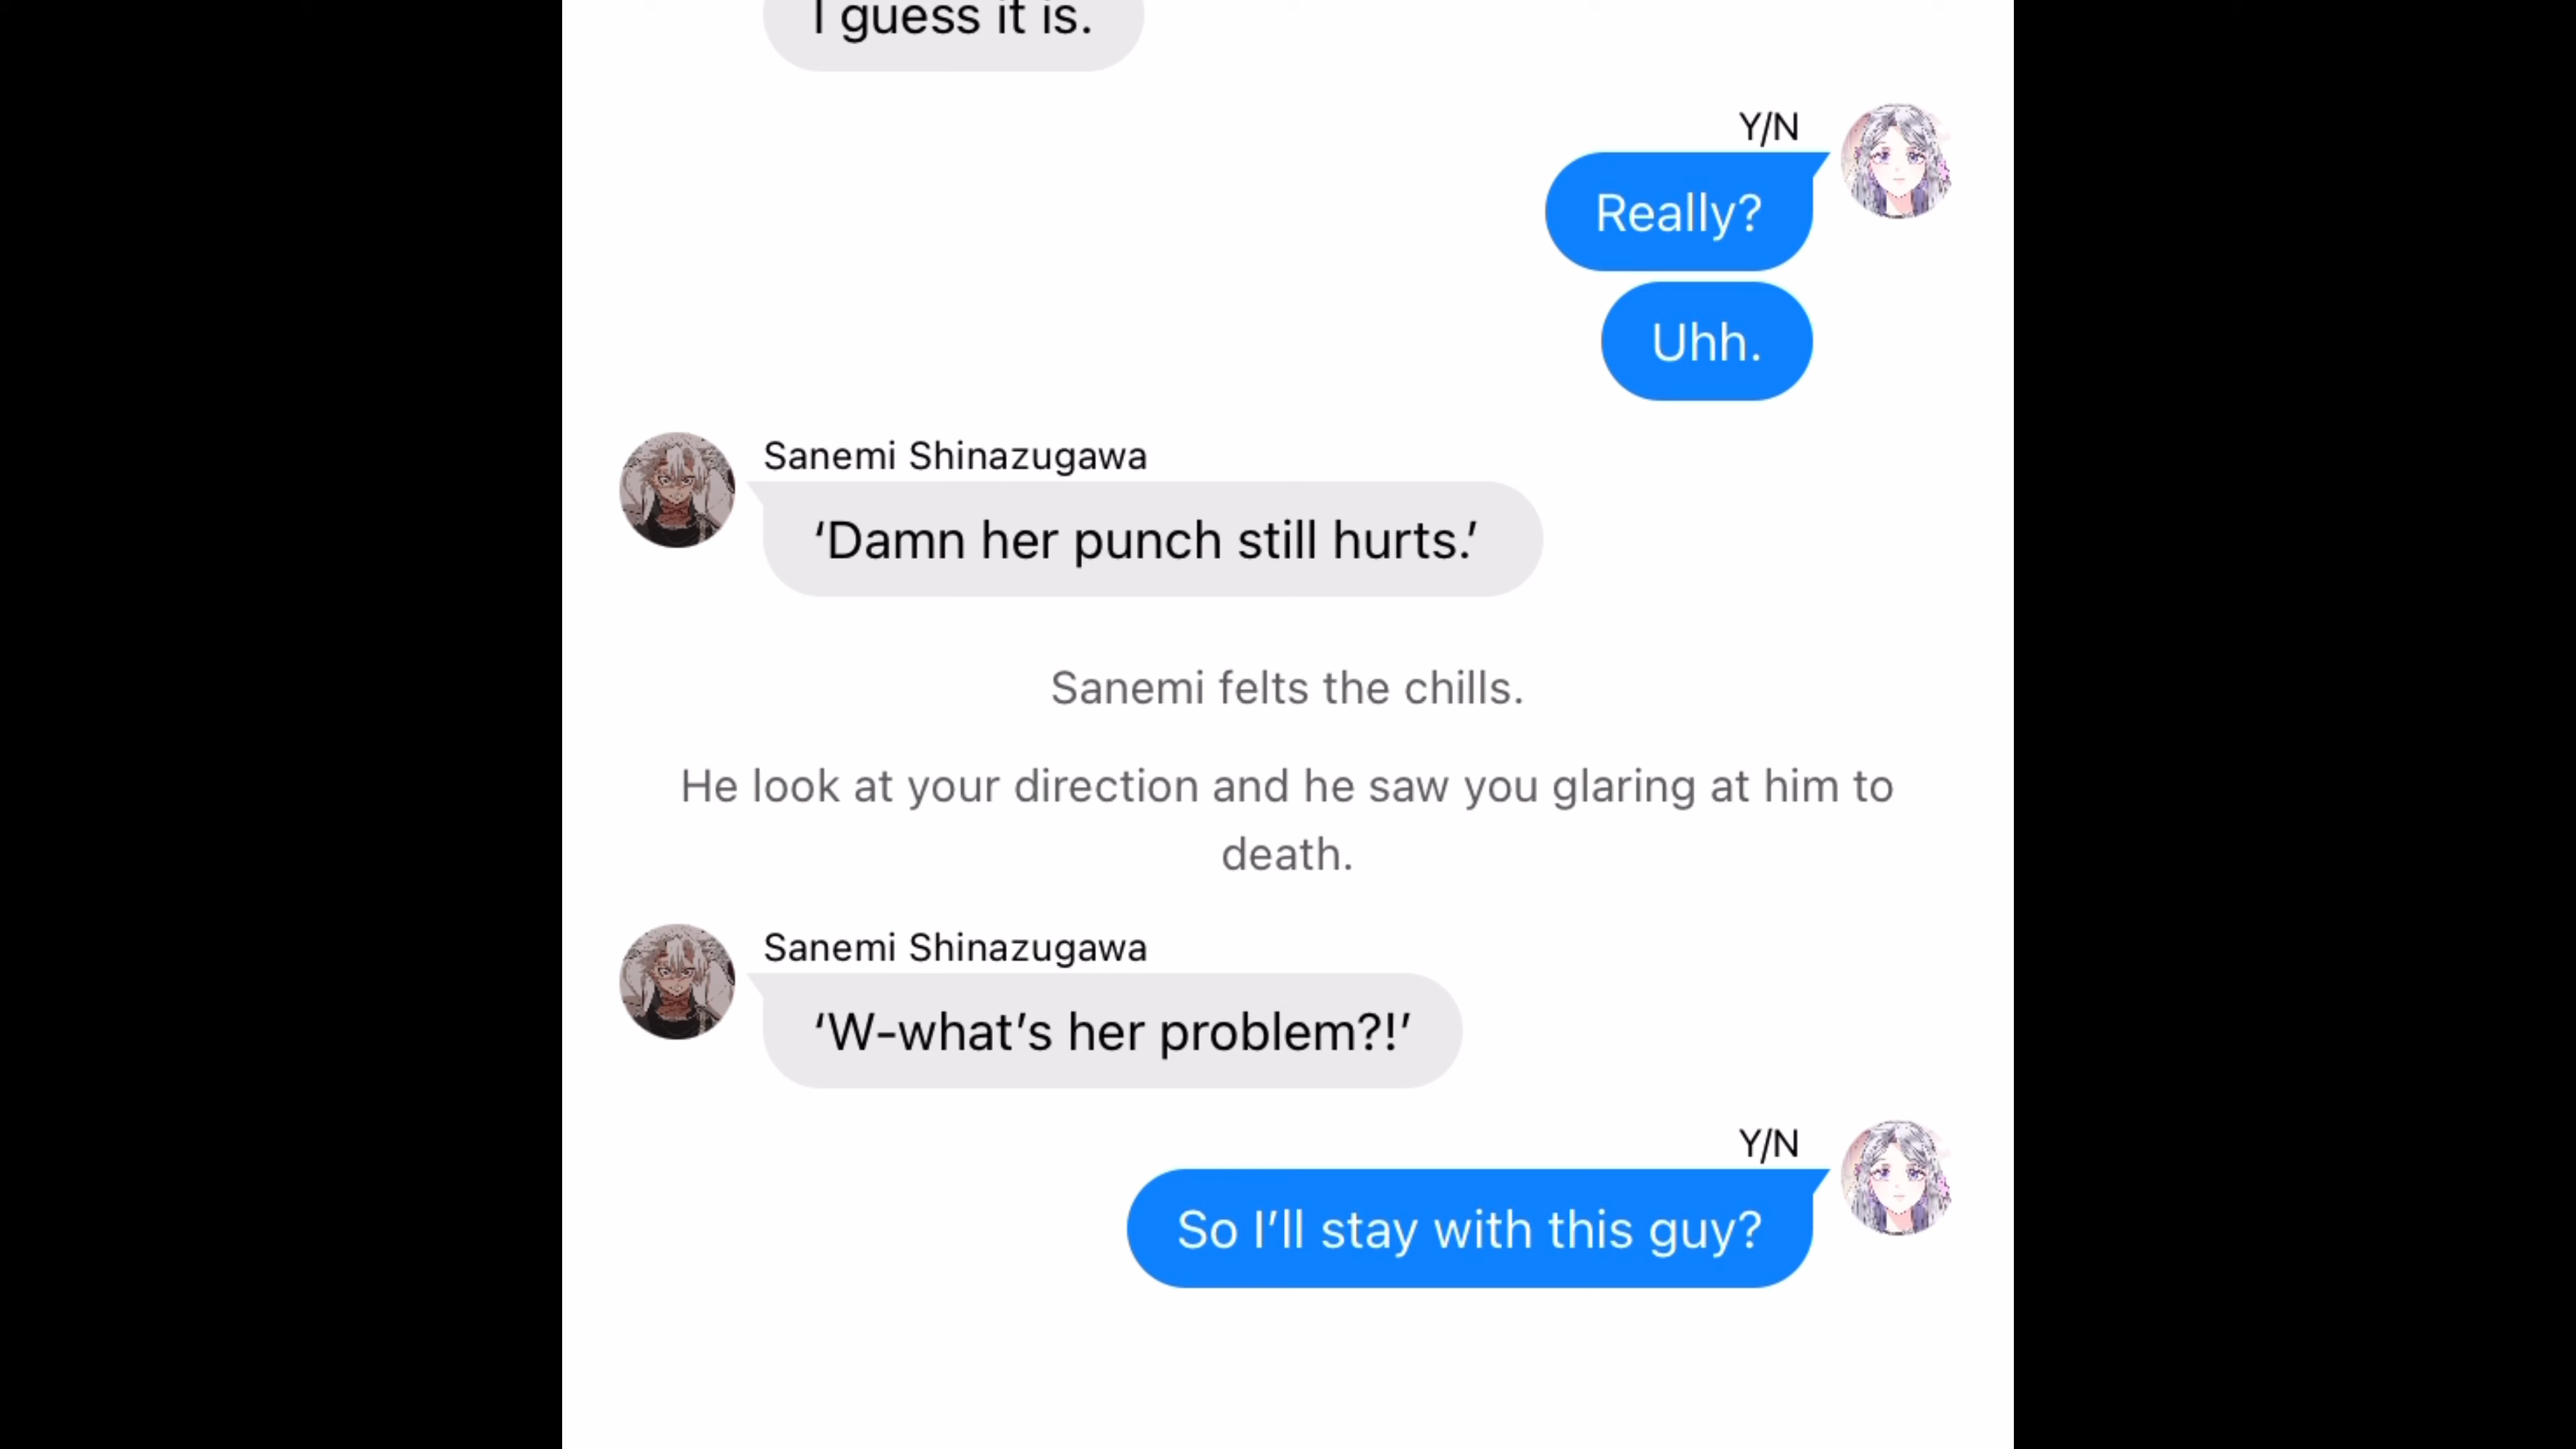 I guess it is.
Y/N
Really?
Uhh.
Sanemi Shinazugawa
‘Damn her punch still hurts.’
Sanemi felts the chills.
He look at your direction and he saw you glaring at him to
death.
Sanemi Shinazugawa
‘W-what’s her problem?!’
Y/N
So I’ll stay with this guy?